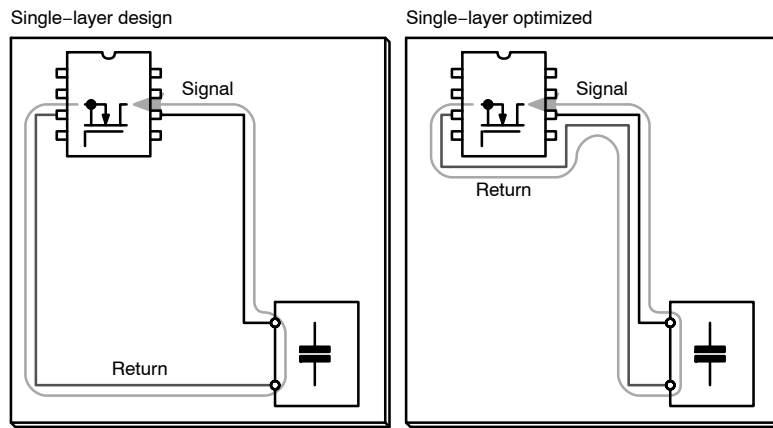 Single–layer design
Single–layer optimized
Signal
Signal
Return
Return